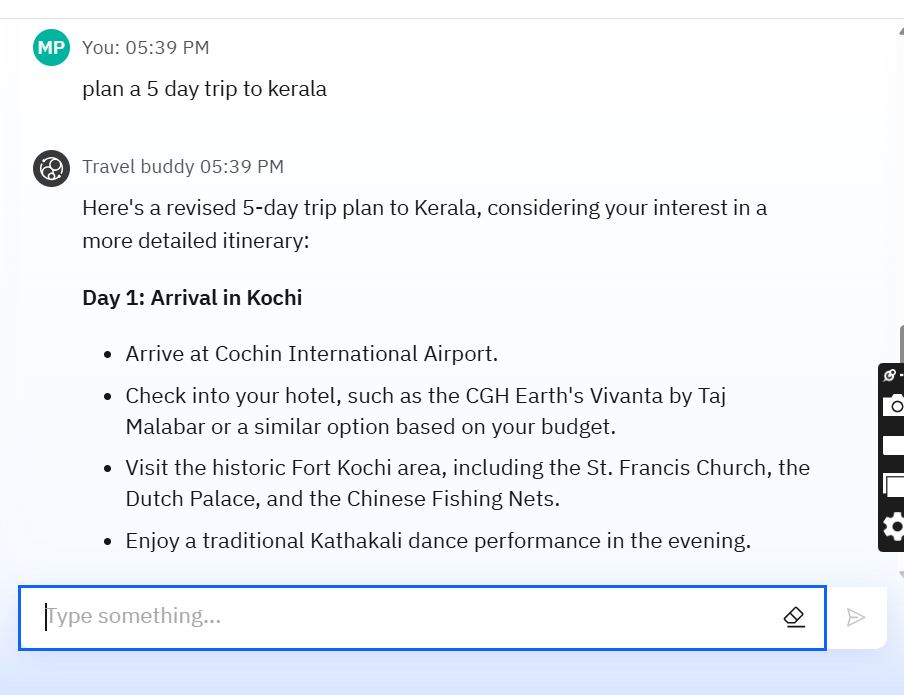 MP
You: 05:39 PM
plan a 5 day trip to kerala
Travel buddy 05:39 PM
Here's a revised 5-day trip plan to Kerala, considering your interest in a
more detailed itinerary:
Day 1: Arrival in Kochi
• Arrive at Cochin International Airport.
• Check into your hotel, such as the CGH Earth's Vivanta by Taj
Malabar or a similar option based on your budget.
• Visit the historic Fort Kochi area, including the St. Francis Church, the
Dutch Palace, and the Chinese Fishing Nets.
• Enjoy a traditional Kathakali dance performance in the evening.
Type something...